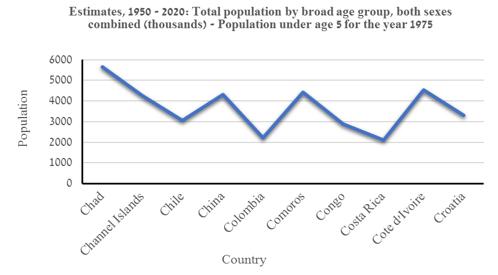 Estimates, 1950 - 2020: Total population by broad age group, both sexes
combined (thousands) - Population under age 5 for the year 1975
6000
5000
4000
3000
2000
1000
0
Population
Chad
Channel Islands
Chile
China
Colombia
Comoros
Congo
Costa Rica
Cote d'Ivoire
Croatia
Country